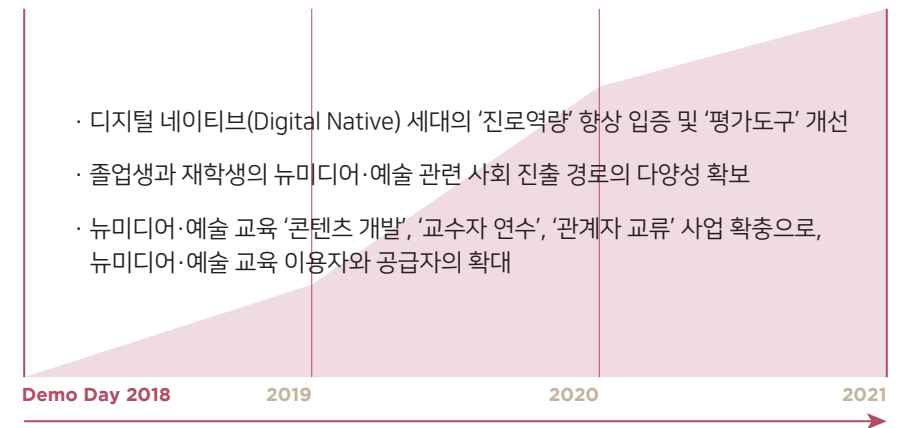 · 디지털 네이티브(Digital Native) 세대의 ‘진로역량’ 향상 입증 및 ‘평가도구’ 개선
· 졸업생과 재학생의 뉴미디어·예술 관련 사회 진출 경로의 다양성 확보
· 뉴미디어·예술 교육 ‘콘텐츠 개발’, ‘교수자 연수’, ‘관계자 교류’ 사업 확충으로,
뉴미디어·예술 교육 이용자와 공급자의 확대
Demo Day 2018 2019 2020 2021